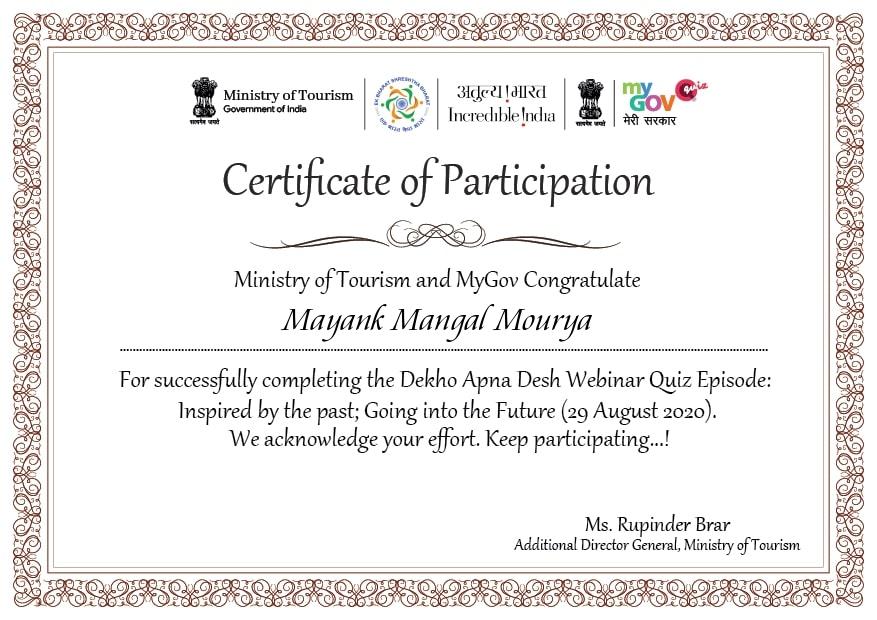 Ministry of Tourism
Government of India
सत्यमेव जयते
EK BHARAT SHRESHTHA BHARAT
एक भारत श्रेष्ठ भारत
अतुल्य!भारत
Incredible!ndia
सत्यमेव जयते
my
GOV
quiz
मेरी सरकार
Certificate of Participation
Ministry of Tourism and MyGov Congratulate
Mayank Mangal Mourya
For successfully completing the Dekho Apna Desh Webinar Quiz Episode:
Inspired by the past; Going into the Future (29 August 2020).
We acknowledge your effort. Keep participating...!
Ms. Rupinder Brar
Additional Director General, Ministry of Tourism